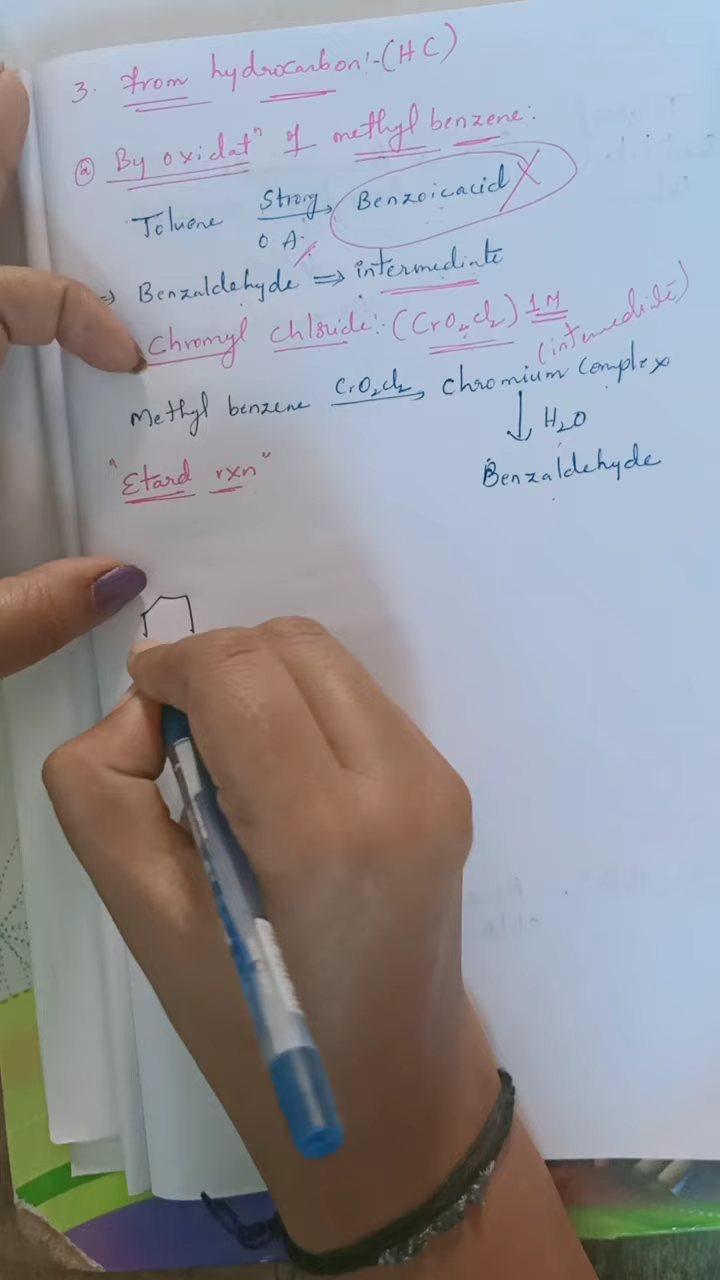 3. from hydrocarbon:-(HC)
ⓐ By oxidatⁿ of methyl benzene:
Toluene Strong O A. → Benzoicacid X
⇒ Benzaldehyde ⇒ intermediate
Chromyl chloride: (CrO₂Cl₂) 1M
(intermedite)
Methyl benzene CrO₂Cl₂ → Chromium Complex
↓ H₂O
Benzaldehyde
"Etard rxn"